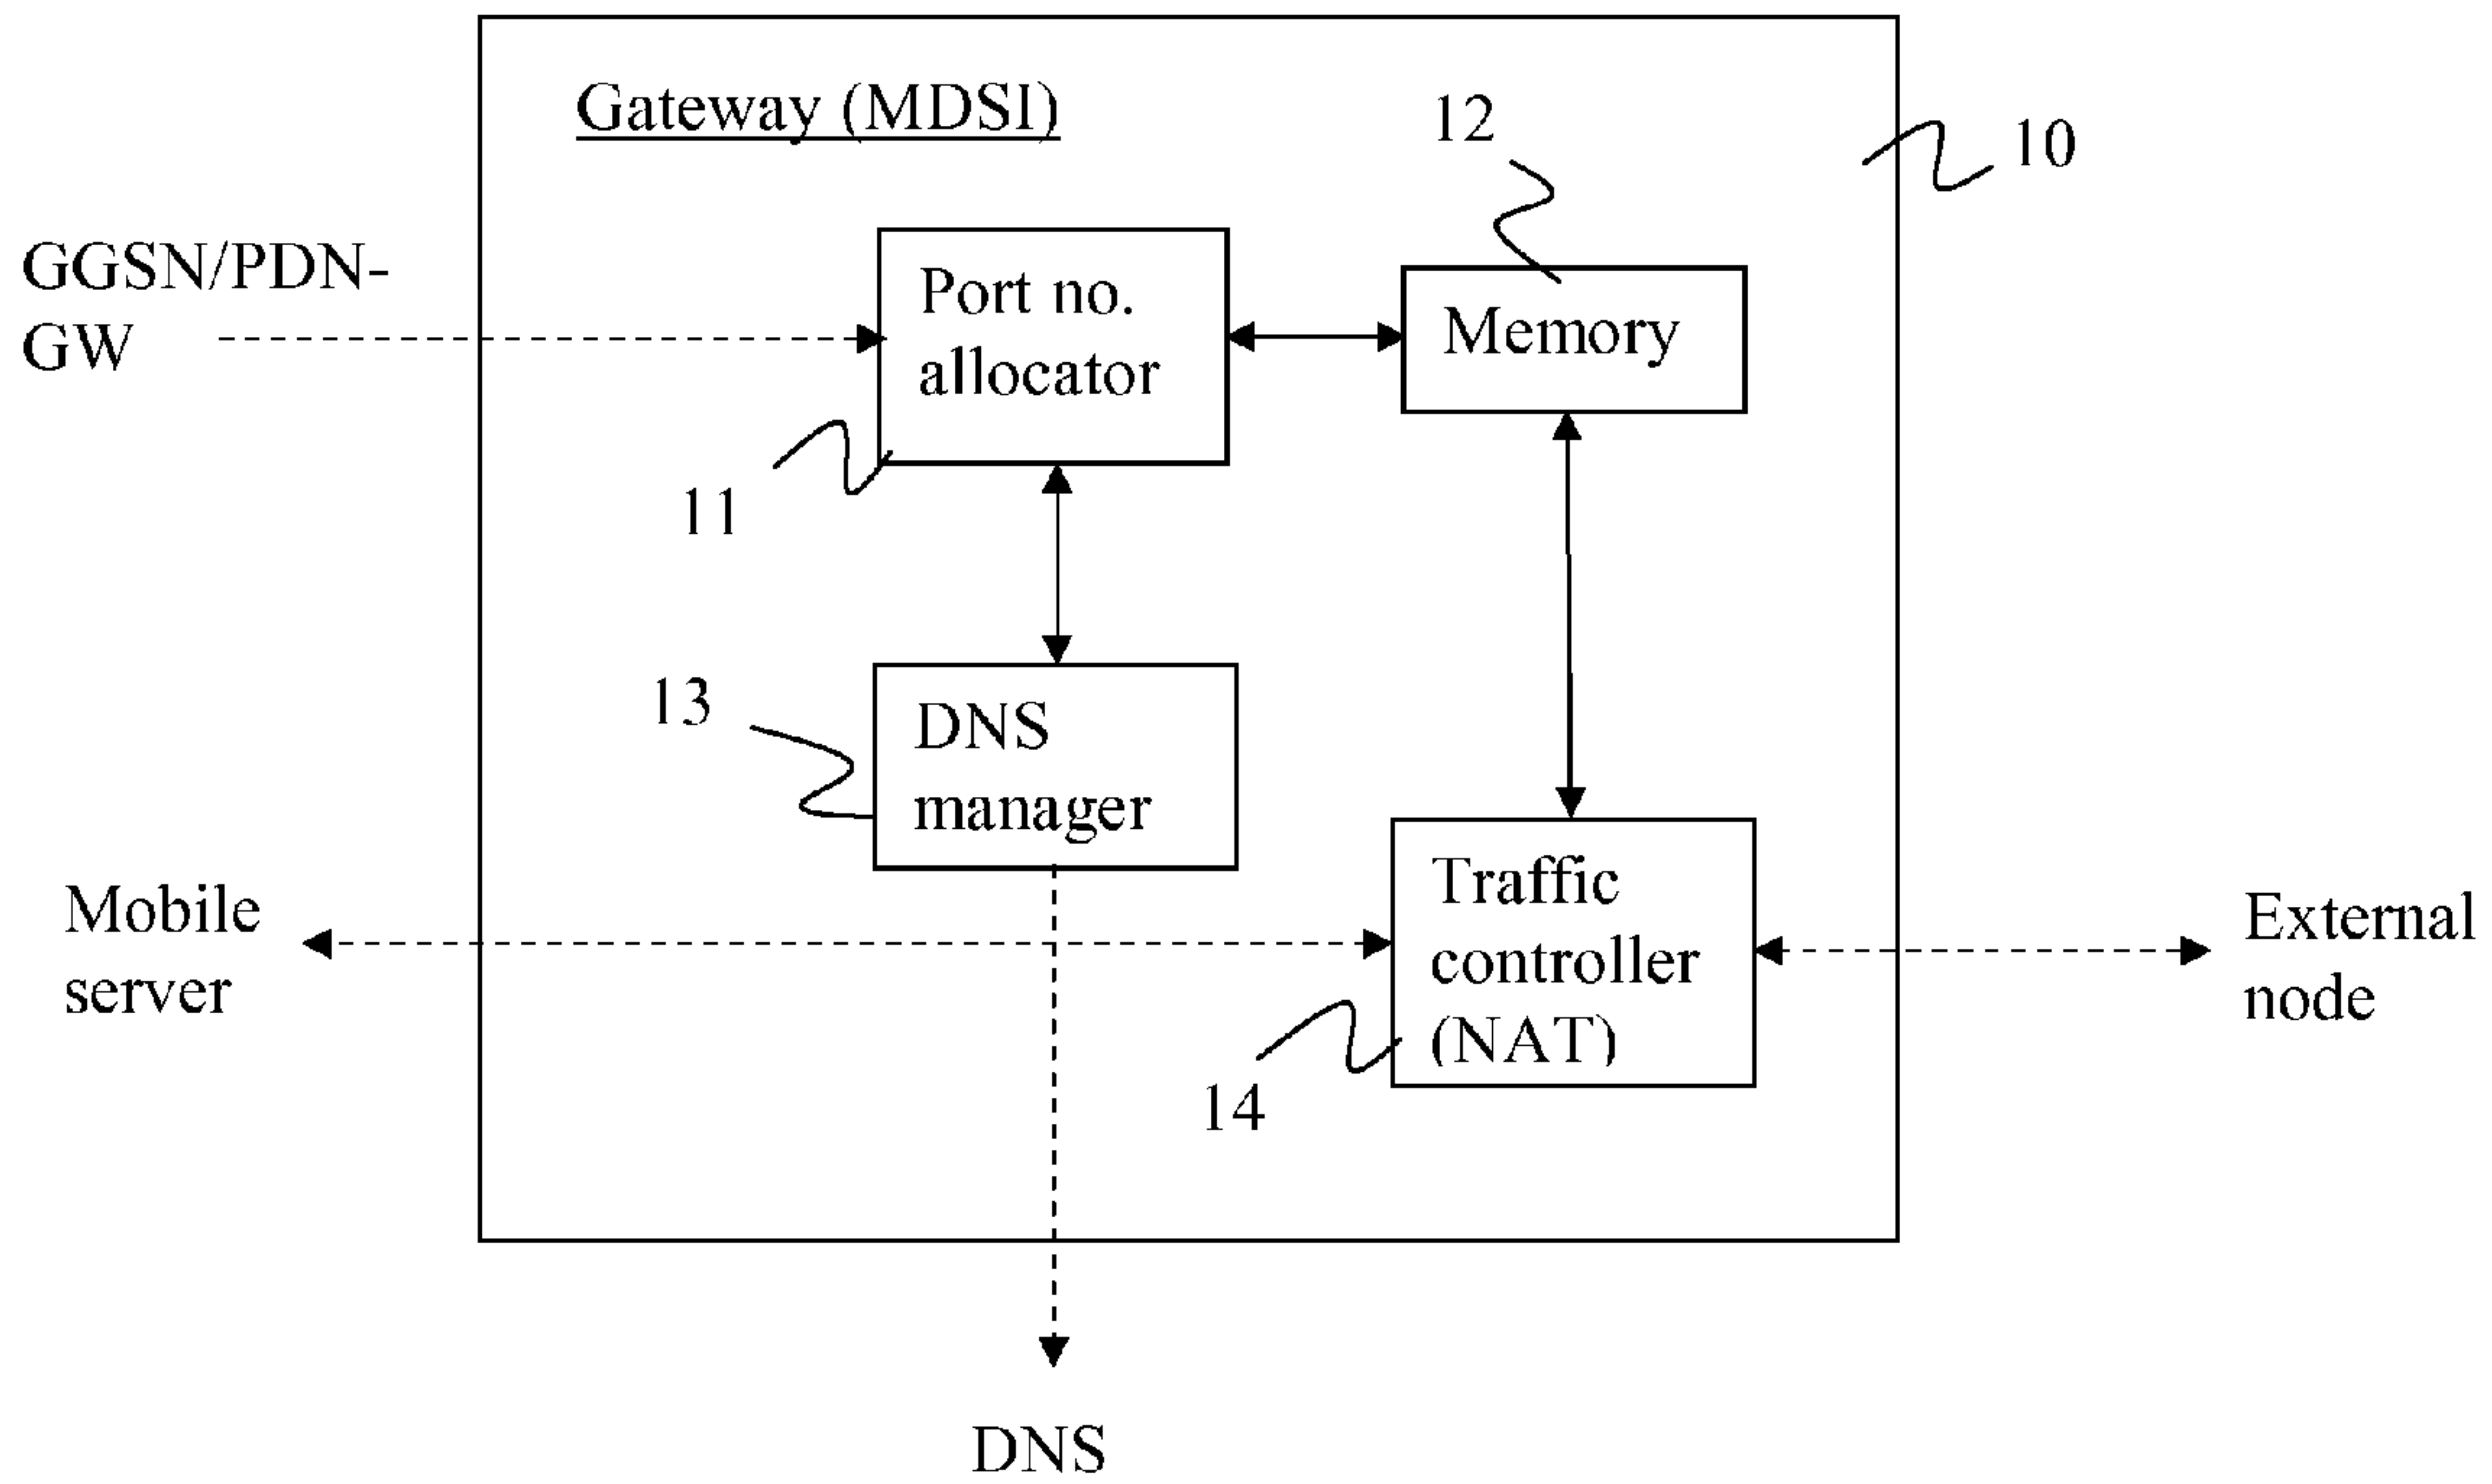 Gateway (MDSI)
12
10
GGSN/PDN-
GW
Port no.
allocator
Memory
11
13
DNS
manager
Mobile
server
Traffic
controller
(NAT)
External
node
14
DNS